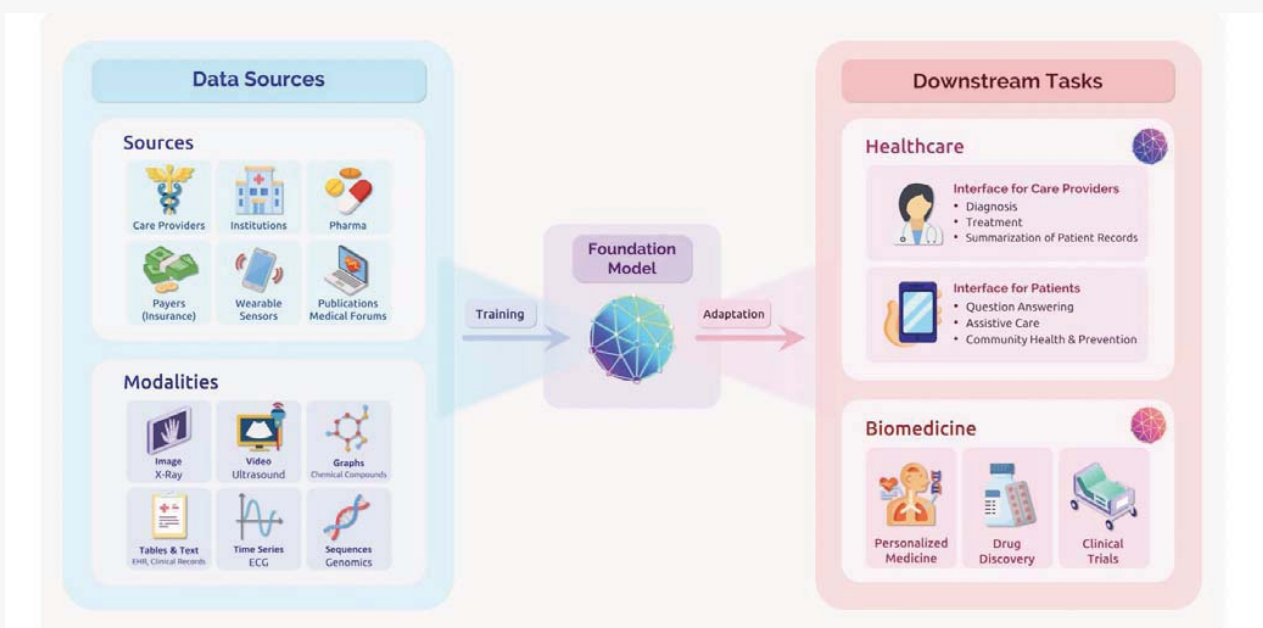 Data Sources
Sources
Care Providers
Institutions
Pharma
Payers
(Insurance)
Wearable
Sensors
Publications
Medical Forums
Modalities
Image
X-Ray
Video
Ultrasound
Graphs
Chemical Compounds
Tables & Text
EHR, Clinical Records
Time Series
ECG
Sequences
Genomics
Training
Foundation
Model
Adaptation
Downstream Tasks
Healthcare
Interface for Care Providers
• Diagnosis
• Treatment
• Summarization of Patient Records
Interface for Patients
• Question Answering
• Assistive Care
• Community Health & Prevention
Biomedicine
Personalized
Medicine
Drug
Discovery
Clinical
Trials